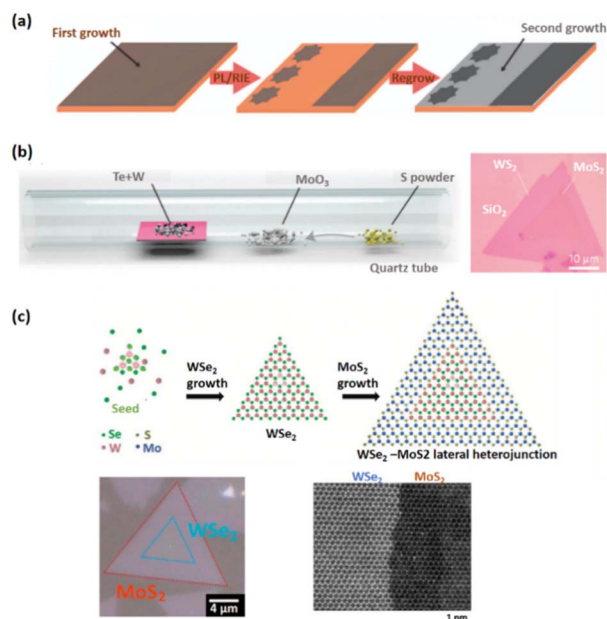 (a)
First growth
Second growth
PL/RIE
Regrow
(b)
Te+W
MoO₃
S powder
Quartz tube
WS₂
MoS₂
SiO₂
10 µm
(c)
Seed
Se
S
W
Mo
WSe₂
growth
WSe₂
MoS₂
growth
WSe₂ –MoS2 lateral heterojunction
WSe₂
MoS₂
4 µm
WSe₂
MoS₂
1 nm